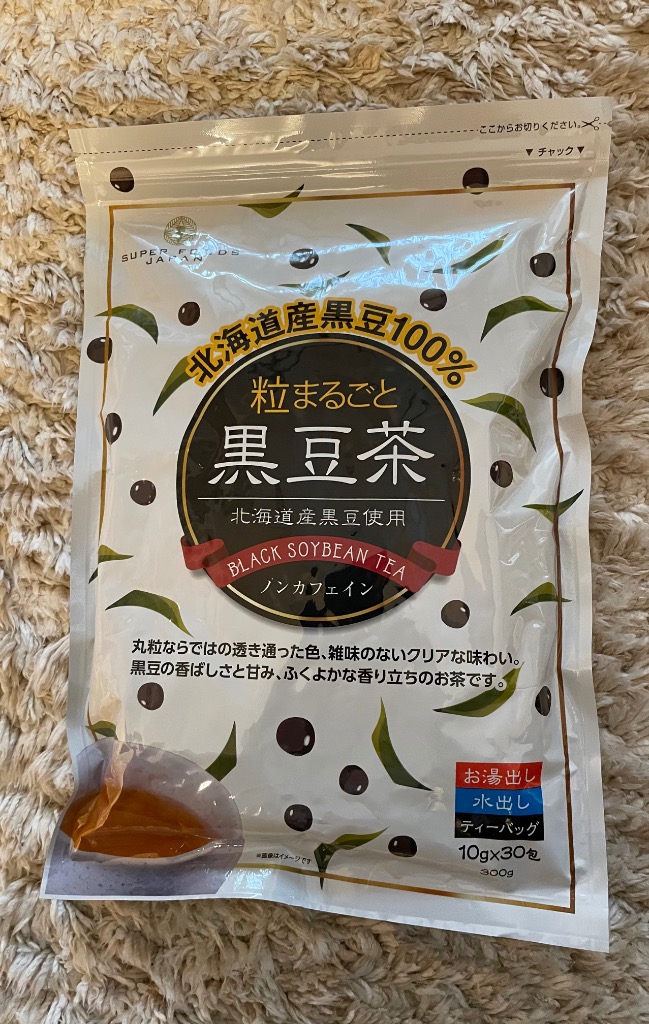 ここからお切りください。
▼ チャック ▼
SUPER FOODS
JAPAN
北海道産黒豆100%
粒まるごと
黒豆茶
北海道産黒豆使用
BLACK SOYBEAN TEA
ノンカフェイン
丸粒ならではの透き通った色、雑味のないクリアな味わい。
黒豆の香ばしさと甘み、ふくよかな香り立ちのお茶です。
お湯出し
水出し
ティーバッグ
10g×30包
300g
※画像はイメージです